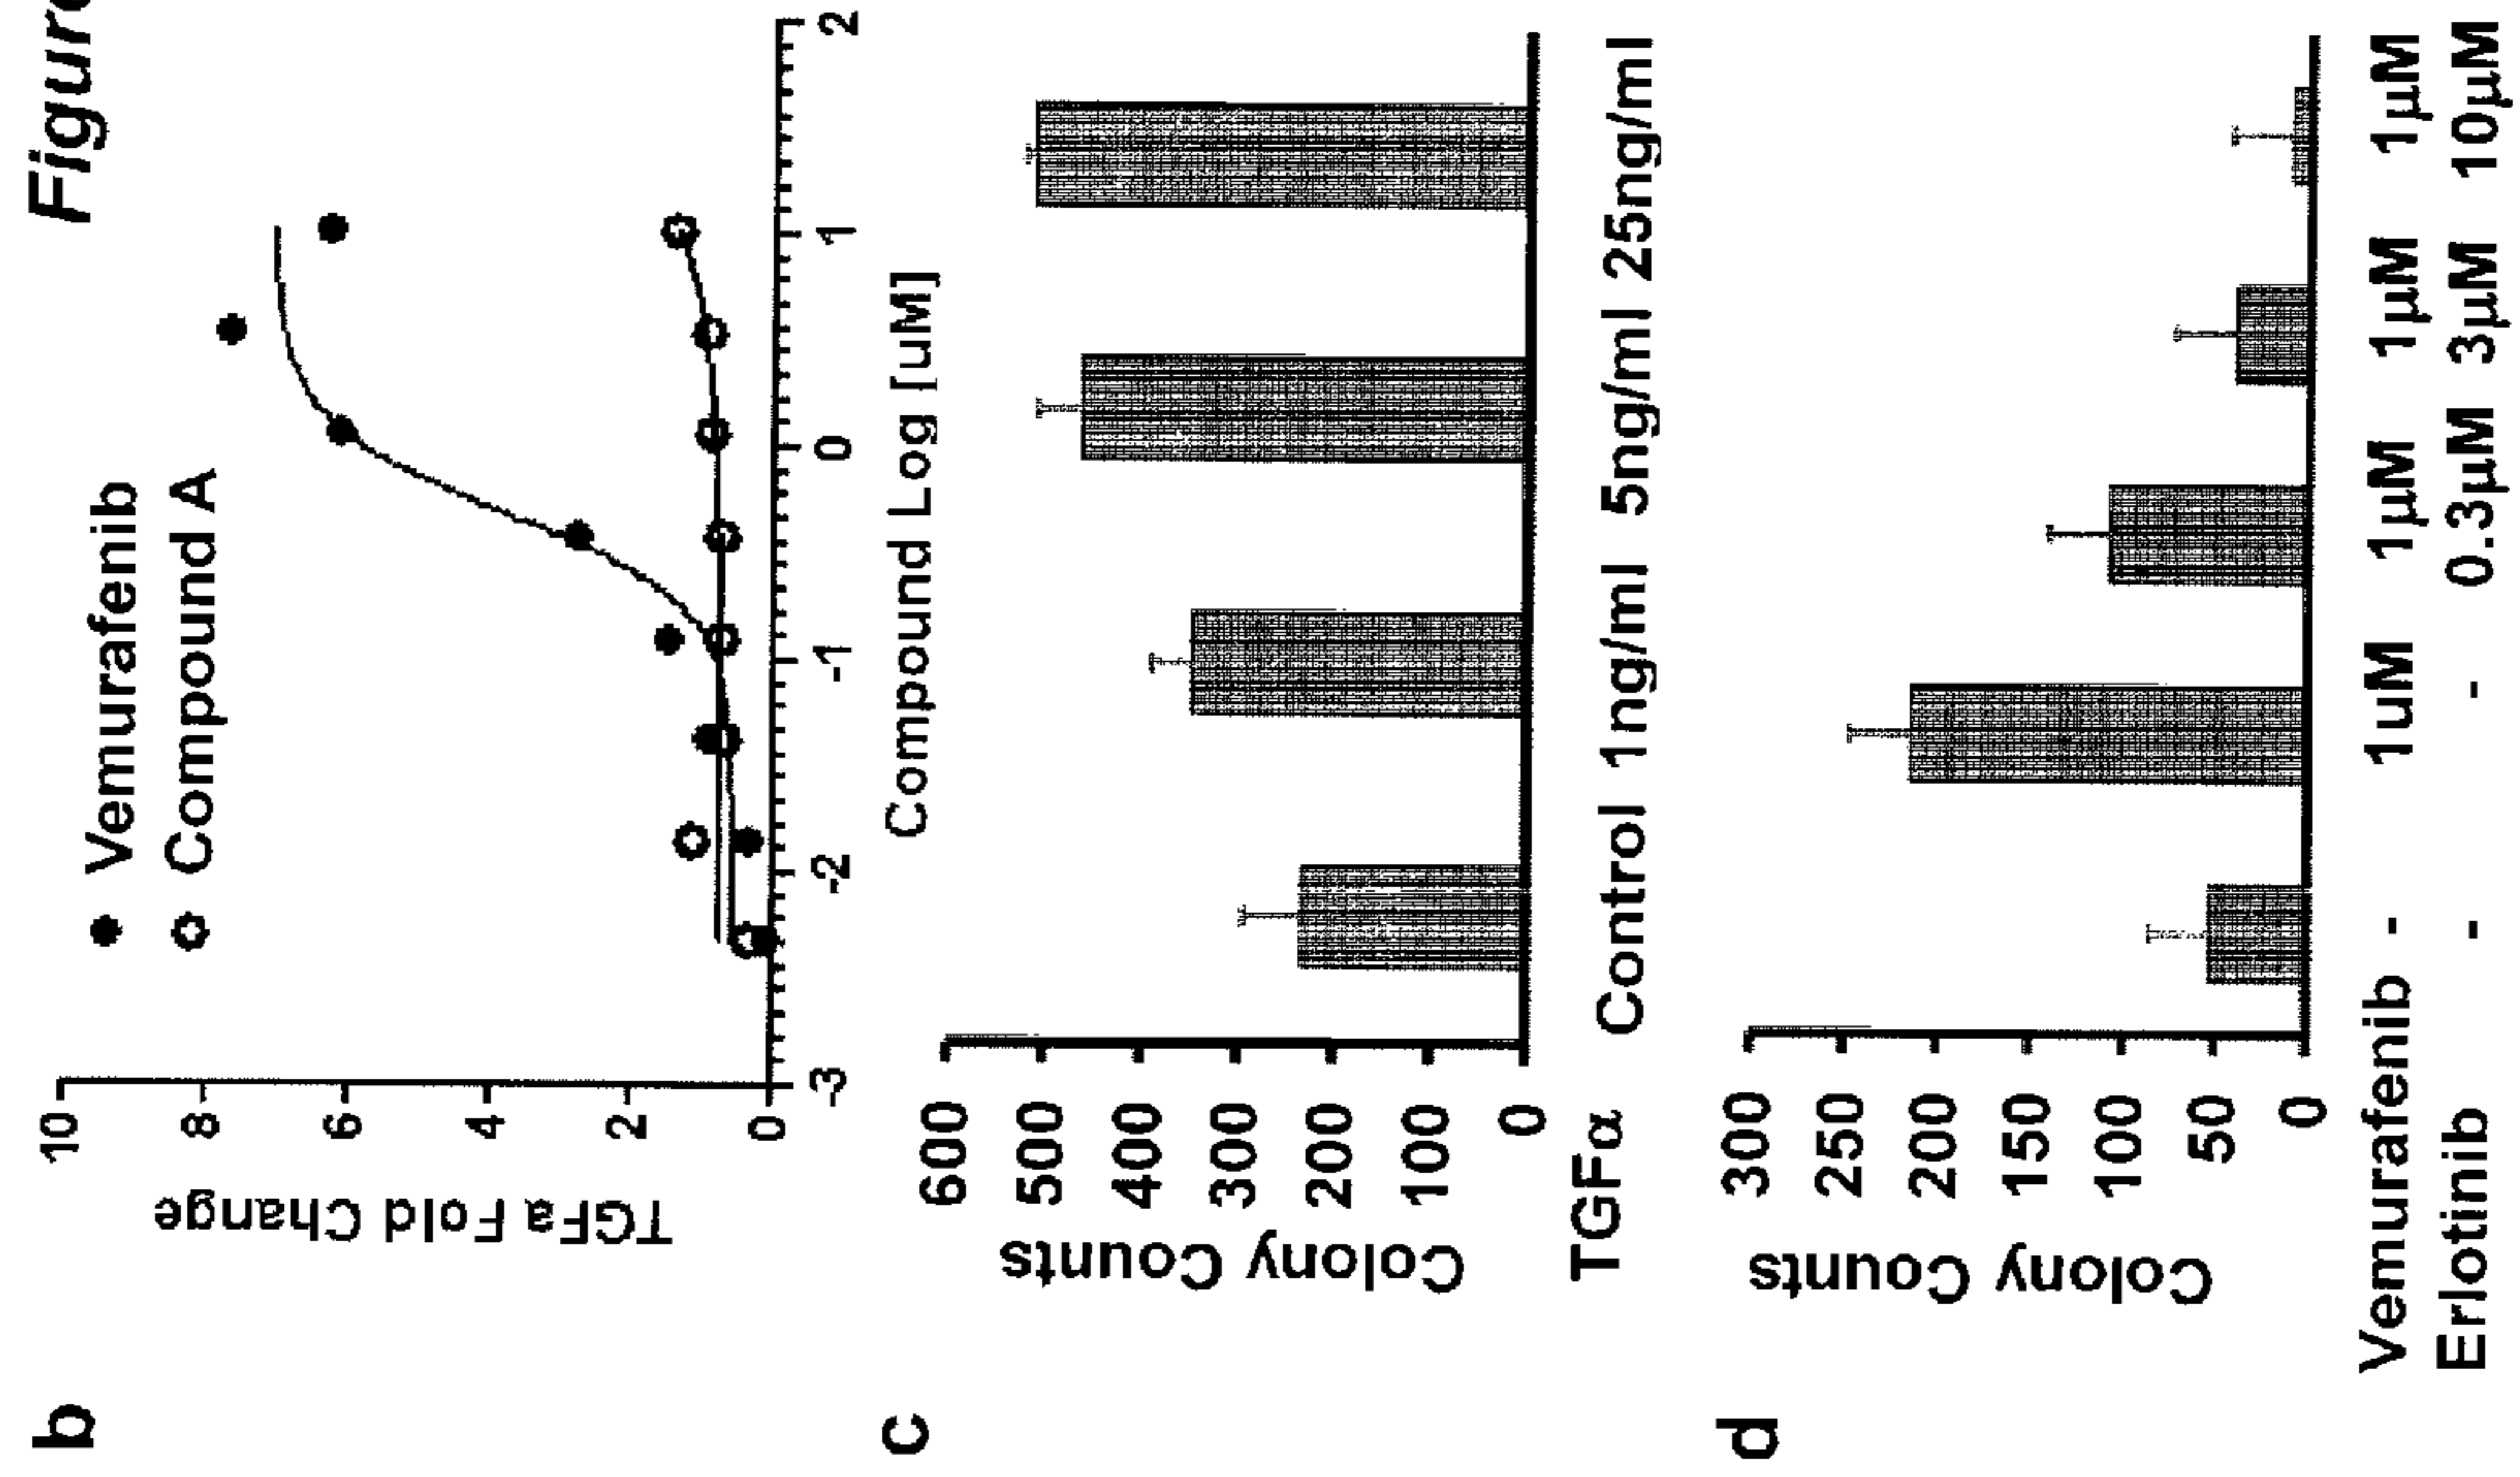 Figure
b
Vemurafenib
Compound A
TGFa Fold Change
10
8
6
4
2
0
-3 -2 -1 0 1 2
Compound Log [uM]
c
Colony Counts
600
500
400
300
200
100
0
TGFα Control 1ng/ml 5ng/ml 25ng/ml
d
Colony Counts
300
250
200
150
100
50
0
Vemurafenib - 1uM 1µM 1µM 1µM
Erlotinib - - 0.3µM 3µM 10µM